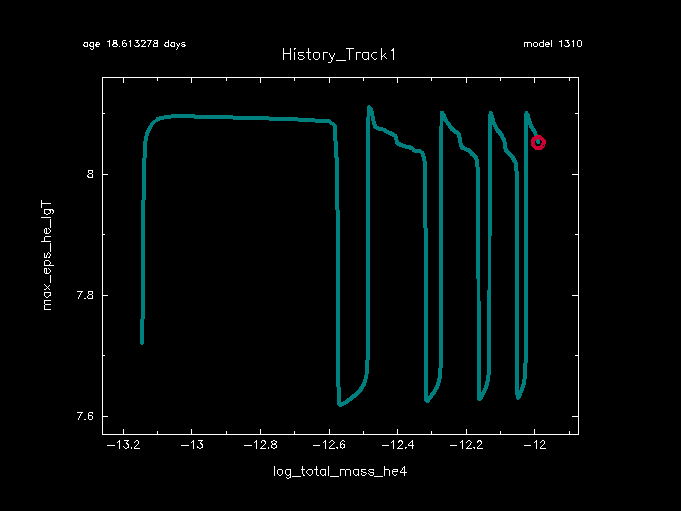 age 18.613278 days
model 1310
History_Track1
max_eps_he_lgT
8
7.8
7.6
−13.2 −13 −12.8 −12.6 −12.4 −12.2 −12
log_total_mass_he4